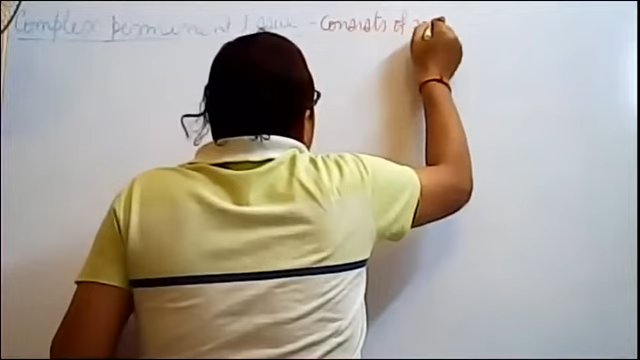 Complex permanent Tissue - Consists of